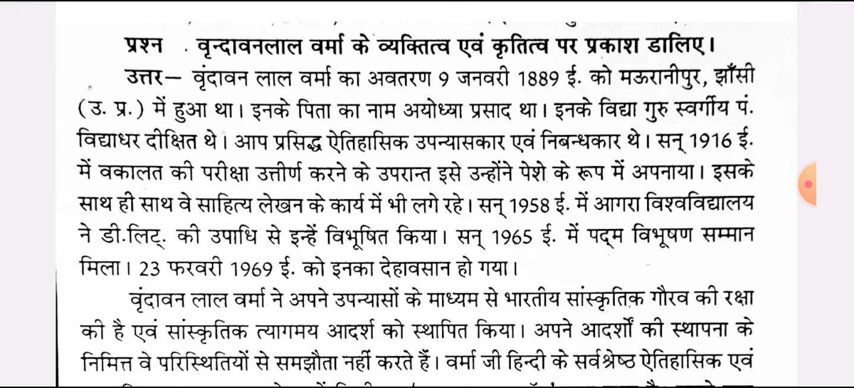 प्रश्न . वृन्दावनलाल वर्मा के व्यक्तित्व एवं कृतित्व पर प्रकाश डालिए।
उत्तर— वृंदावन लाल वर्मा का अवतरण 9 जनवरी 1889 ई. को मऊरानीपुर, झाँसी
(उ. प्र.) में हुआ था। इनके पिता का नाम अयोध्या प्रसाद था। इनके विद्या गुरु स्वर्गीय पं.
विद्याधर दीक्षित थे। आप प्रसिद्ध ऐतिहासिक उपन्यासकार एवं निबन्धकार थे। सन् 1916 ई.
में वकालत की परीक्षा उत्तीर्ण करने के उपरान्त इसे उन्होंने पेशे के रूप में अपनाया। इसके
साथ ही साथ वे साहित्य लेखन के कार्य में भी लगे रहे। सन् 1958 ई. में आगरा विश्वविद्यालय
ने डी.लिट्. की उपाधि से इन्हें विभूषित किया। सन् 1965 ई. में पद्म विभूषण सम्मान
मिला। 23 फरवरी 1969 ई. को इनका देहावसान हो गया।
वृंदावन लाल वर्मा ने अपने उपन्यासों के माध्यम से भारतीय सांस्कृतिक गौरव की रक्षा
की है एवं सांस्कृतिक त्यागमय आदर्श को स्थापित किया। अपने आदर्शों की स्थापना के
निमित्त वे परिस्थितियों से समझौता नहीं करते हैं। वर्मा जी हिन्दी के सर्वश्रेष्ठ ऐतिहासिक एवं